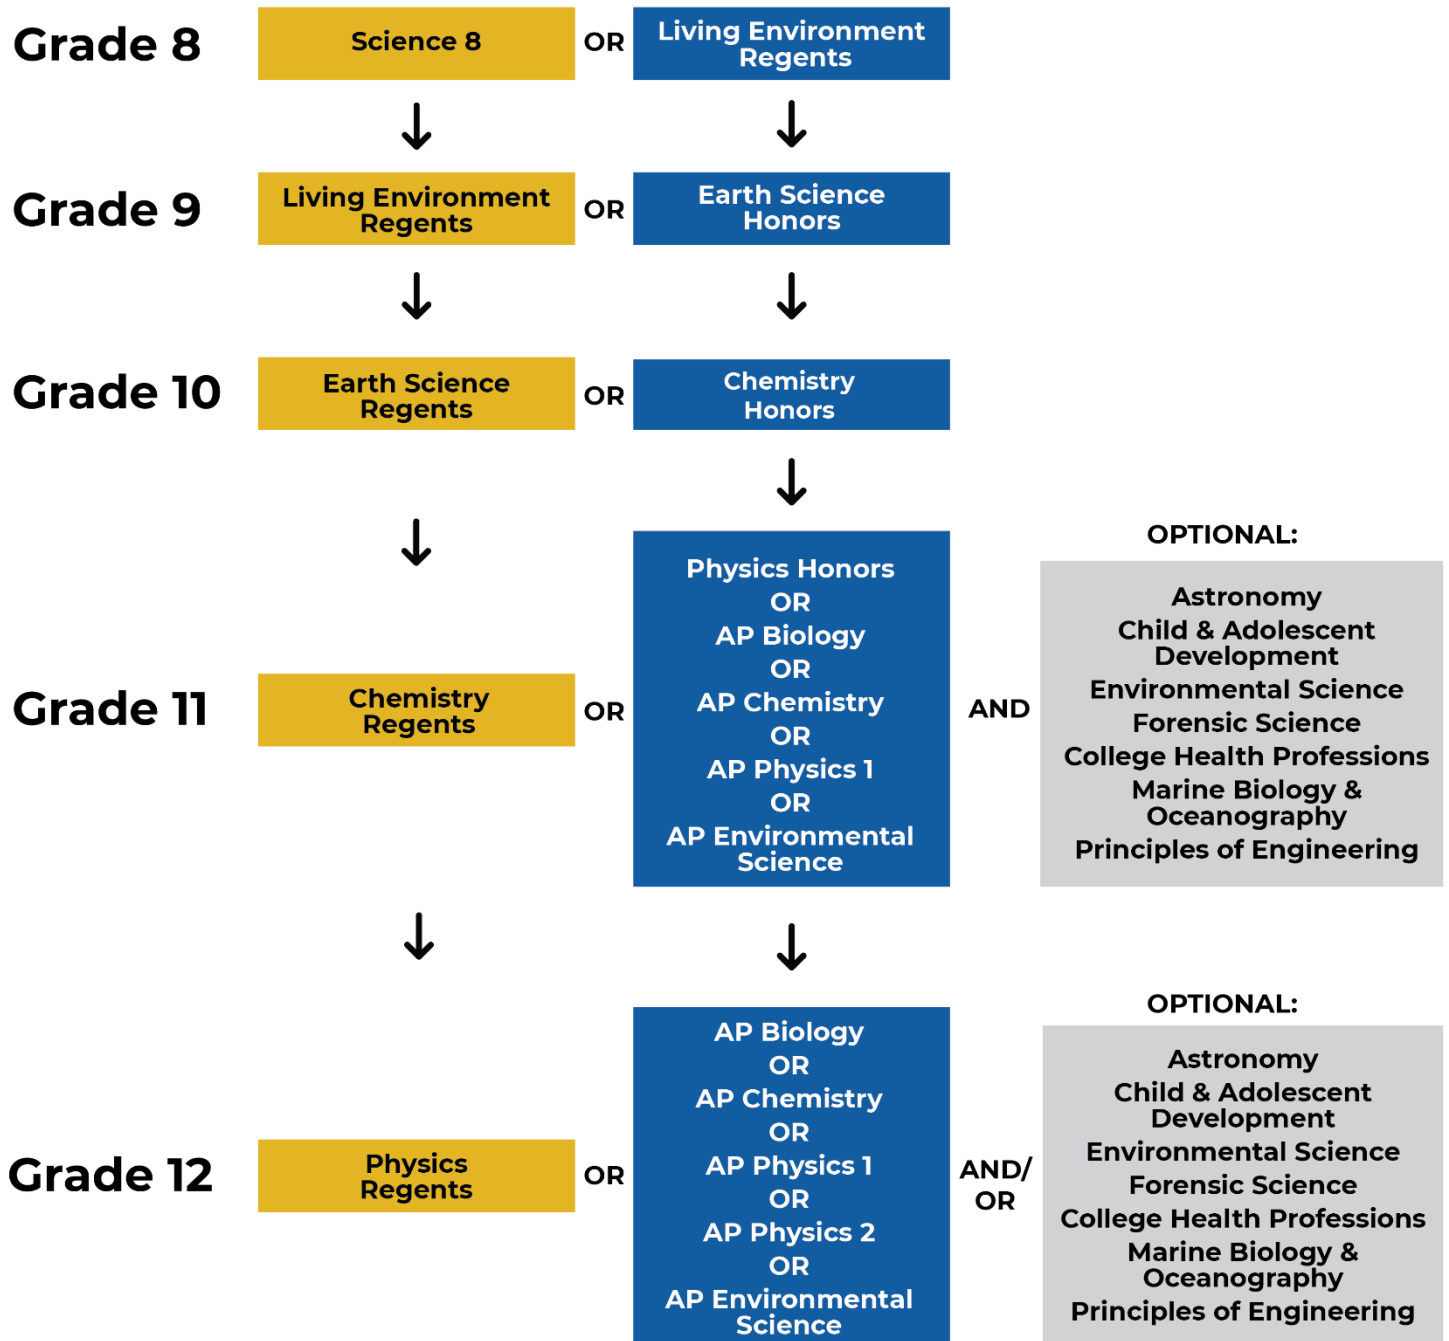 Grade 8
Science 8
OR
Living Environment
Regents
Grade 9
Living Environment
Regents
OR
Earth Science
Honors
Grade 10
Earth Science
Regents
OR
Chemistry
Honors
Grade 11
Chemistry
Regents
OR
Physics Honors
OR
AP Biology
OR
AP Chemistry
OR
AP Physics 1
OR
AP Environmental
Science
AND
OPTIONAL:
Astronomy
Child & Adolescent
Development
Environmental Science
Forensic Science
College Health Professions
Marine Biology &
Oceanography
Principles of Engineering
Grade 12
Physics
Regents
OR
AP Biology
OR
AP Chemistry
OR
AP Physics 1
OR
AP Physics 2
OR
AP Environmental
Science
AND/
OR
OPTIONAL:
Astronomy
Child & Adolescent
Development
Environmental Science
Forensic Science
College Health Professions
Marine Biology &
Oceanography
Principles of Engineering